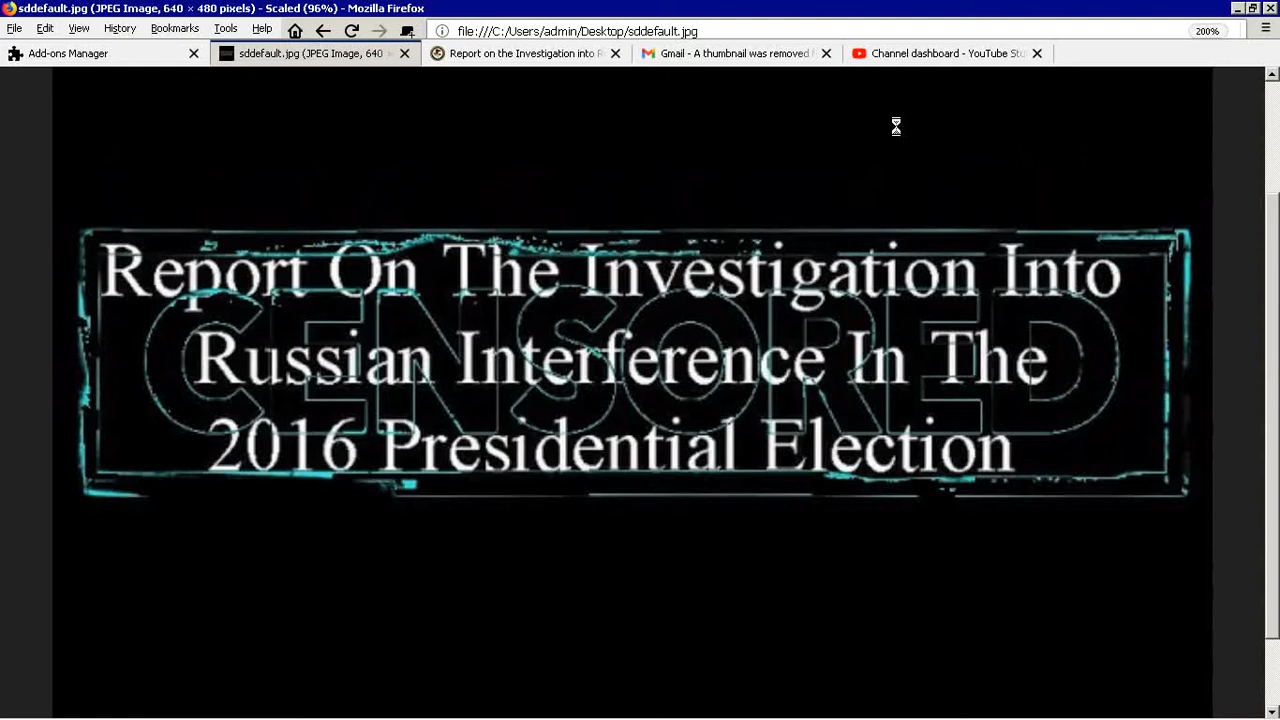 sddefault.jpg (JPEG Image, 640 × 480 pixels) - Scaled (96%) - Mozilla Firefox
File Edit View History Bookmarks Tools Help
file:///C:/Users/admin/Desktop/sddefault.jpg 200%
Add-ons Manager
sddefault.jpg (JPEG Image, 640
Report on the Investigation into R
Gmail - A thumbnail was removed f
Channel dashboard - YouTube Stu
Report On The Investigation Into
CENSORED
Russian Interference In The
2016 Presidential Election